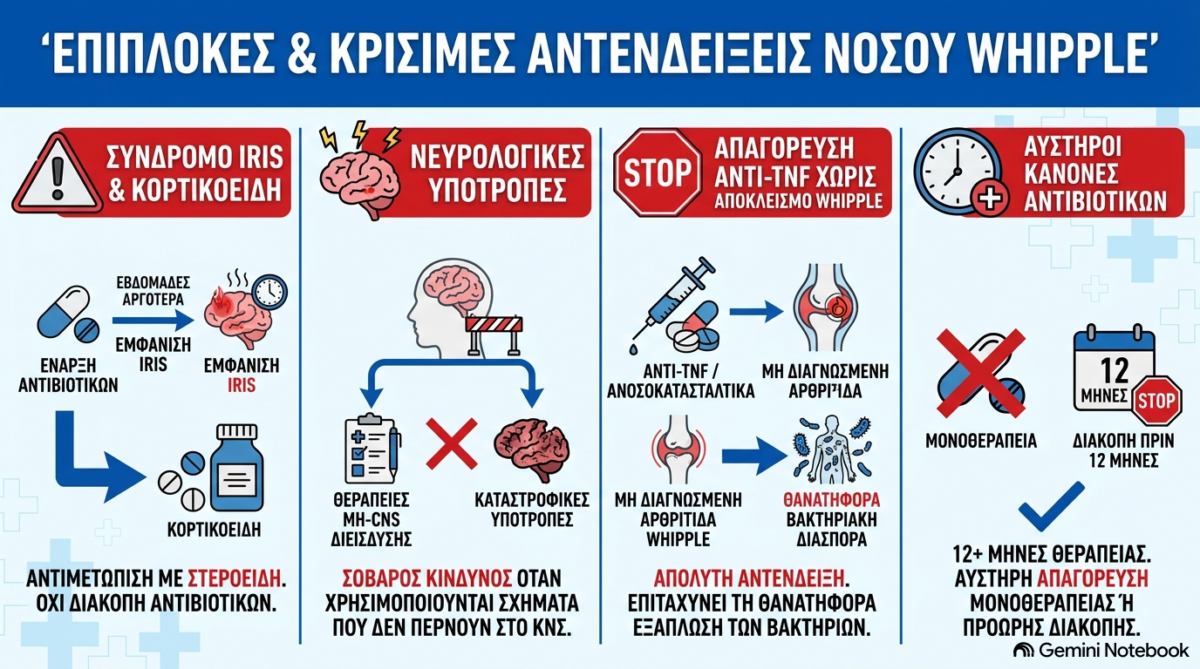 'ΕΠΙΠΛΟΚΕΣ & ΚΡΙΣΙΜΕΣ ΑΝΤΕΝΔΕΙΞΕΙΣ ΝΟΣΟΥ WHIPPLE'
ΣΥΝΔΡΟΜΟ IRIS
& ΚΟΡΤΙΚΟΕΙΔΗ
ΕΒΔΟΜΑΔΕΣ
ΑΡΓΟΤΕΡΑ
ΕΜΦΑΝΙΣΗ
IRIS
ΕΝΑΡΞΗ
ΑΝΤΙΒΙΟΤΙΚΩΝ
ΕΜΦΑΝΙΣΗ
IRIS
ΚΟΡΤΙΚΟΕΙΔΗ
ΑΝΤΙΜΕΤΩΠΙΣΗ ΜΕ ΣΤΕΡΟΕΙΔΗ.
ΟΧΙ ΔΙΑΚΟΠΗ ΑΝΤΙΒΙΟΤΙΚΩΝ.
ΝΕΥΡΟΛΟΓΙΚΕΣ
ΥΠΟΤΡΟΠΕΣ
ΘΕΡΑΠΕΙΕΣ
ΜΗ-CNS
ΔΙΕΙΣΔΥΣΗΣ
ΚΑΤΑΣΤΡΟΦΙΚΕΣ
ΥΠΟΤΡΟΠΕΣ
ΣΟΒΑΡΟΣ ΚΙΝΔΥΝΟΣ ΟΤΑΝ
ΧΡΗΣΙΜΟΠΟΙΟΥΝΤΑΙ ΣΧΗΜΑΤΑ
ΠΟΥ ΔΕΝ ΠΕΡΝΟΥΝ ΣΤΟ ΚΝΣ.
STOP
ΑΠΑΓΟΡΕΥΣΗ
ANTI-TNF ΧΩΡΙΣ
ΑΠΟΚΛΕΙΣΜΟ WHIPPLE
ANTI-TNF /
ΑΝΟΣΟΚΑΤΑΣΤΑΛΤΙΚΑ
ΜΗ ΔΙΑΓΝΩΣΜΕΝΗ
ΜΗ ΔΙΑΓΝΩΣΜΕΝΗ
ΑΡΘΡΙΤΙΔΑ
WHIPPLE
ΘΑΝΑΤΗΦΟΡΑ
ΒΑΚΤΗΡΙΑΚΗ
ΔΙΑΣΠΟΡΑ
ΑΠΟΛΥΤΗ ΑΝΤΕΝΔΕΙΞΗ.
ΕΠΙΤΑΧΥΝΕΙ ΤΗ ΘΑΝΑΤΗΦΟΡΑ
ΕΞΑΠΛΩΣΗ ΤΩΝ ΒΑΚΤΗΡΙΩΝ.
ΑΥΣΤΗΡΟΙ
ΚΑΝΟΝΕΣ
ΑΝΤΙΒΙΟΤΙΚΩΝ
ΜΟΝΟΘΕΡΑΠΕΙΑ
12
ΜΗΝΕΣ
STOP
ΔΙΑΚΟΠΗ ΠΡΙΝ
12 ΜΗΝΕΣ
12+ ΜΗΝΕΣ ΘΕΡΑΠΕΙΑΣ.
ΑΥΣΤΗΡΗ ΑΠΑΓΟΡΕΥΣΗ
ΜΟΝΟΘΕΡΑΠΕΙΑΣ Ή
ΠΡΟΩΡΗΣ ΔΙΑΚΟΠΗΣ.
Gemini Notebook